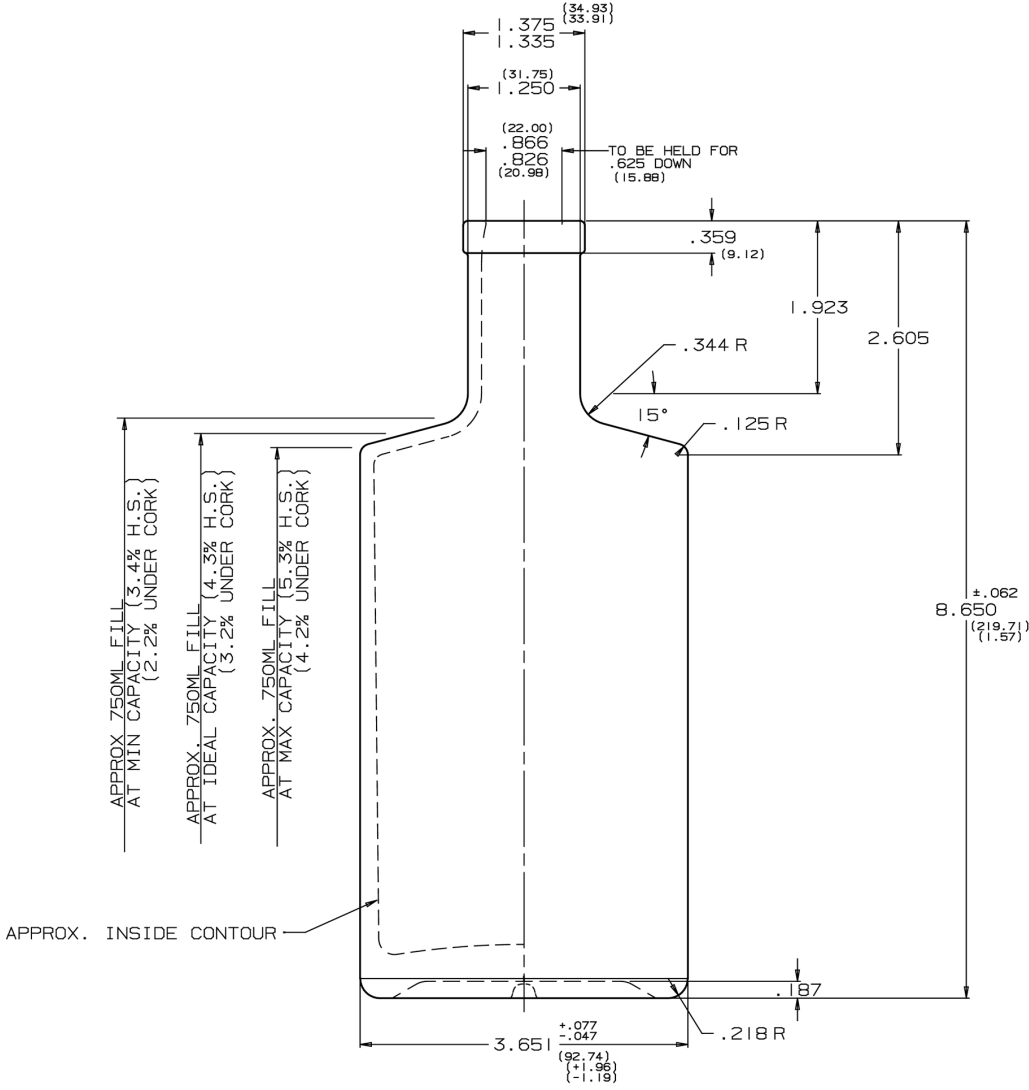 (34.93)
(33.91)
1.375
1.335
(31.75)
1.250
(22.00)
.866
.826
(20.98)
TO BE HELD FOR
.625 DOWN
(15.88)
.359
(9.12)
1.923
2.605
.344 R
15°
.125 R
APPROX 750ML FILL
AT MIN CAPACITY (3.4% H.S.)
(2.2% UNDER CORK)
APPROX. 750ML FILL
AT IDEAL CAPACITY (4.3% H.S.)
(3.2% UNDER CORK)
APPROX. 750ML FILL
AT MAX CAPACITY (5.3% H.S.)
(4.2% UNDER CORK)
±.062
8.650
(219.71)
(1.57)
APPROX. INSIDE CONTOUR
.187
.218 R
+.077
-.047
3.651
(92.74)
(+1.96)
(-1.19)